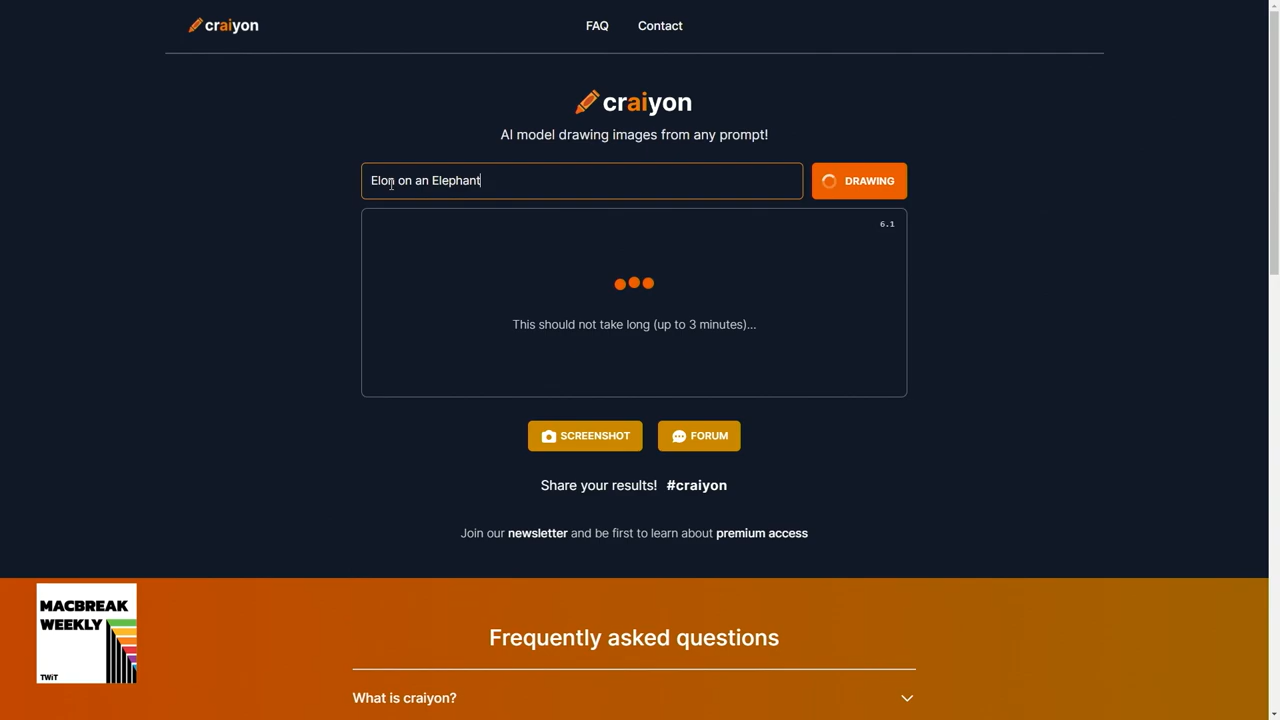 craiyon
FAQ
Contact
craiyon
AI model drawing images from any prompt!
Elon on an Elephant
DRAWING
6.1
This should not take long (up to 3 minutes)...
SCREENSHOT
FORUM
Share your results! #craiyon
Join our newsletter and be first to learn about premium access
MACBREAK
WEEKLY
TWiT
Frequently asked questions
What is craiyon?